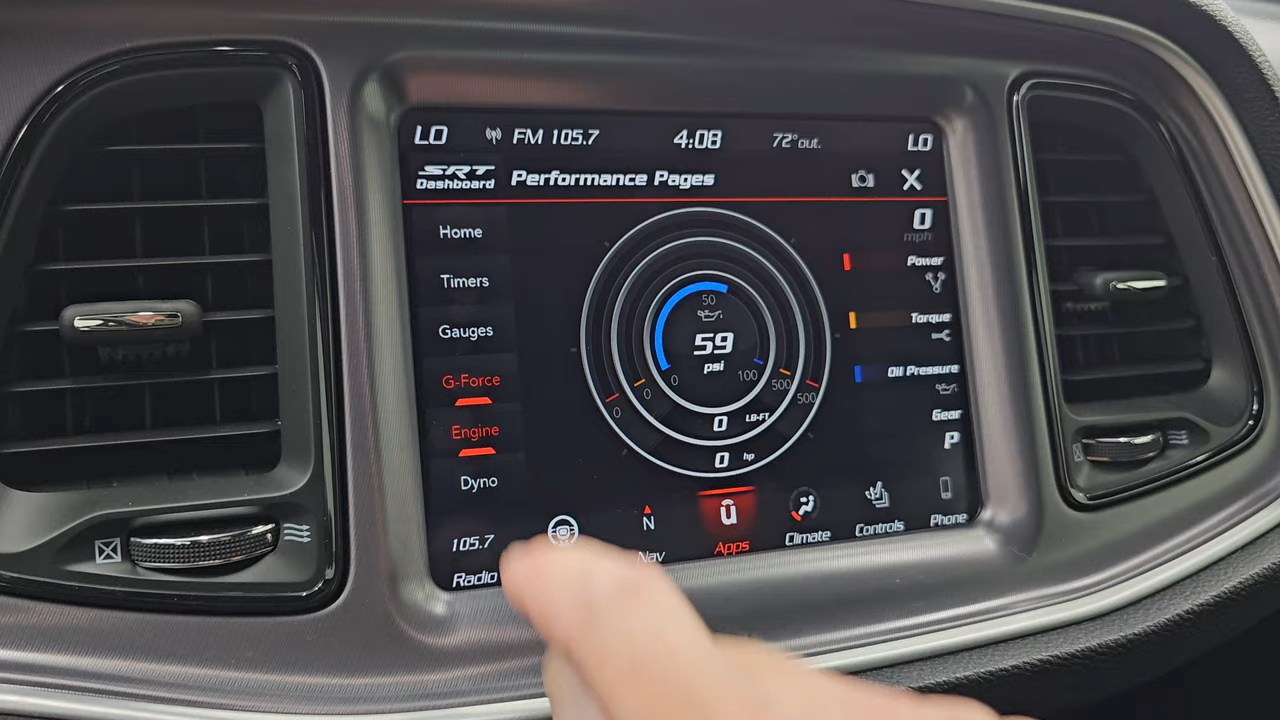 LO FM 105.7 4:08 72°out. LO
SRT Dashboard Performance Pages X
0
mph
Home
Timers
Gauges
G-Force
Engine
Dyno
50
59
psi
0 100
0 500
0 500
0 LB-FT
0 hp
Power
Torque
Oil Pressure
Gear
P
105.7
Radio
N
Nav
Apps
Climate
Controls
Phone